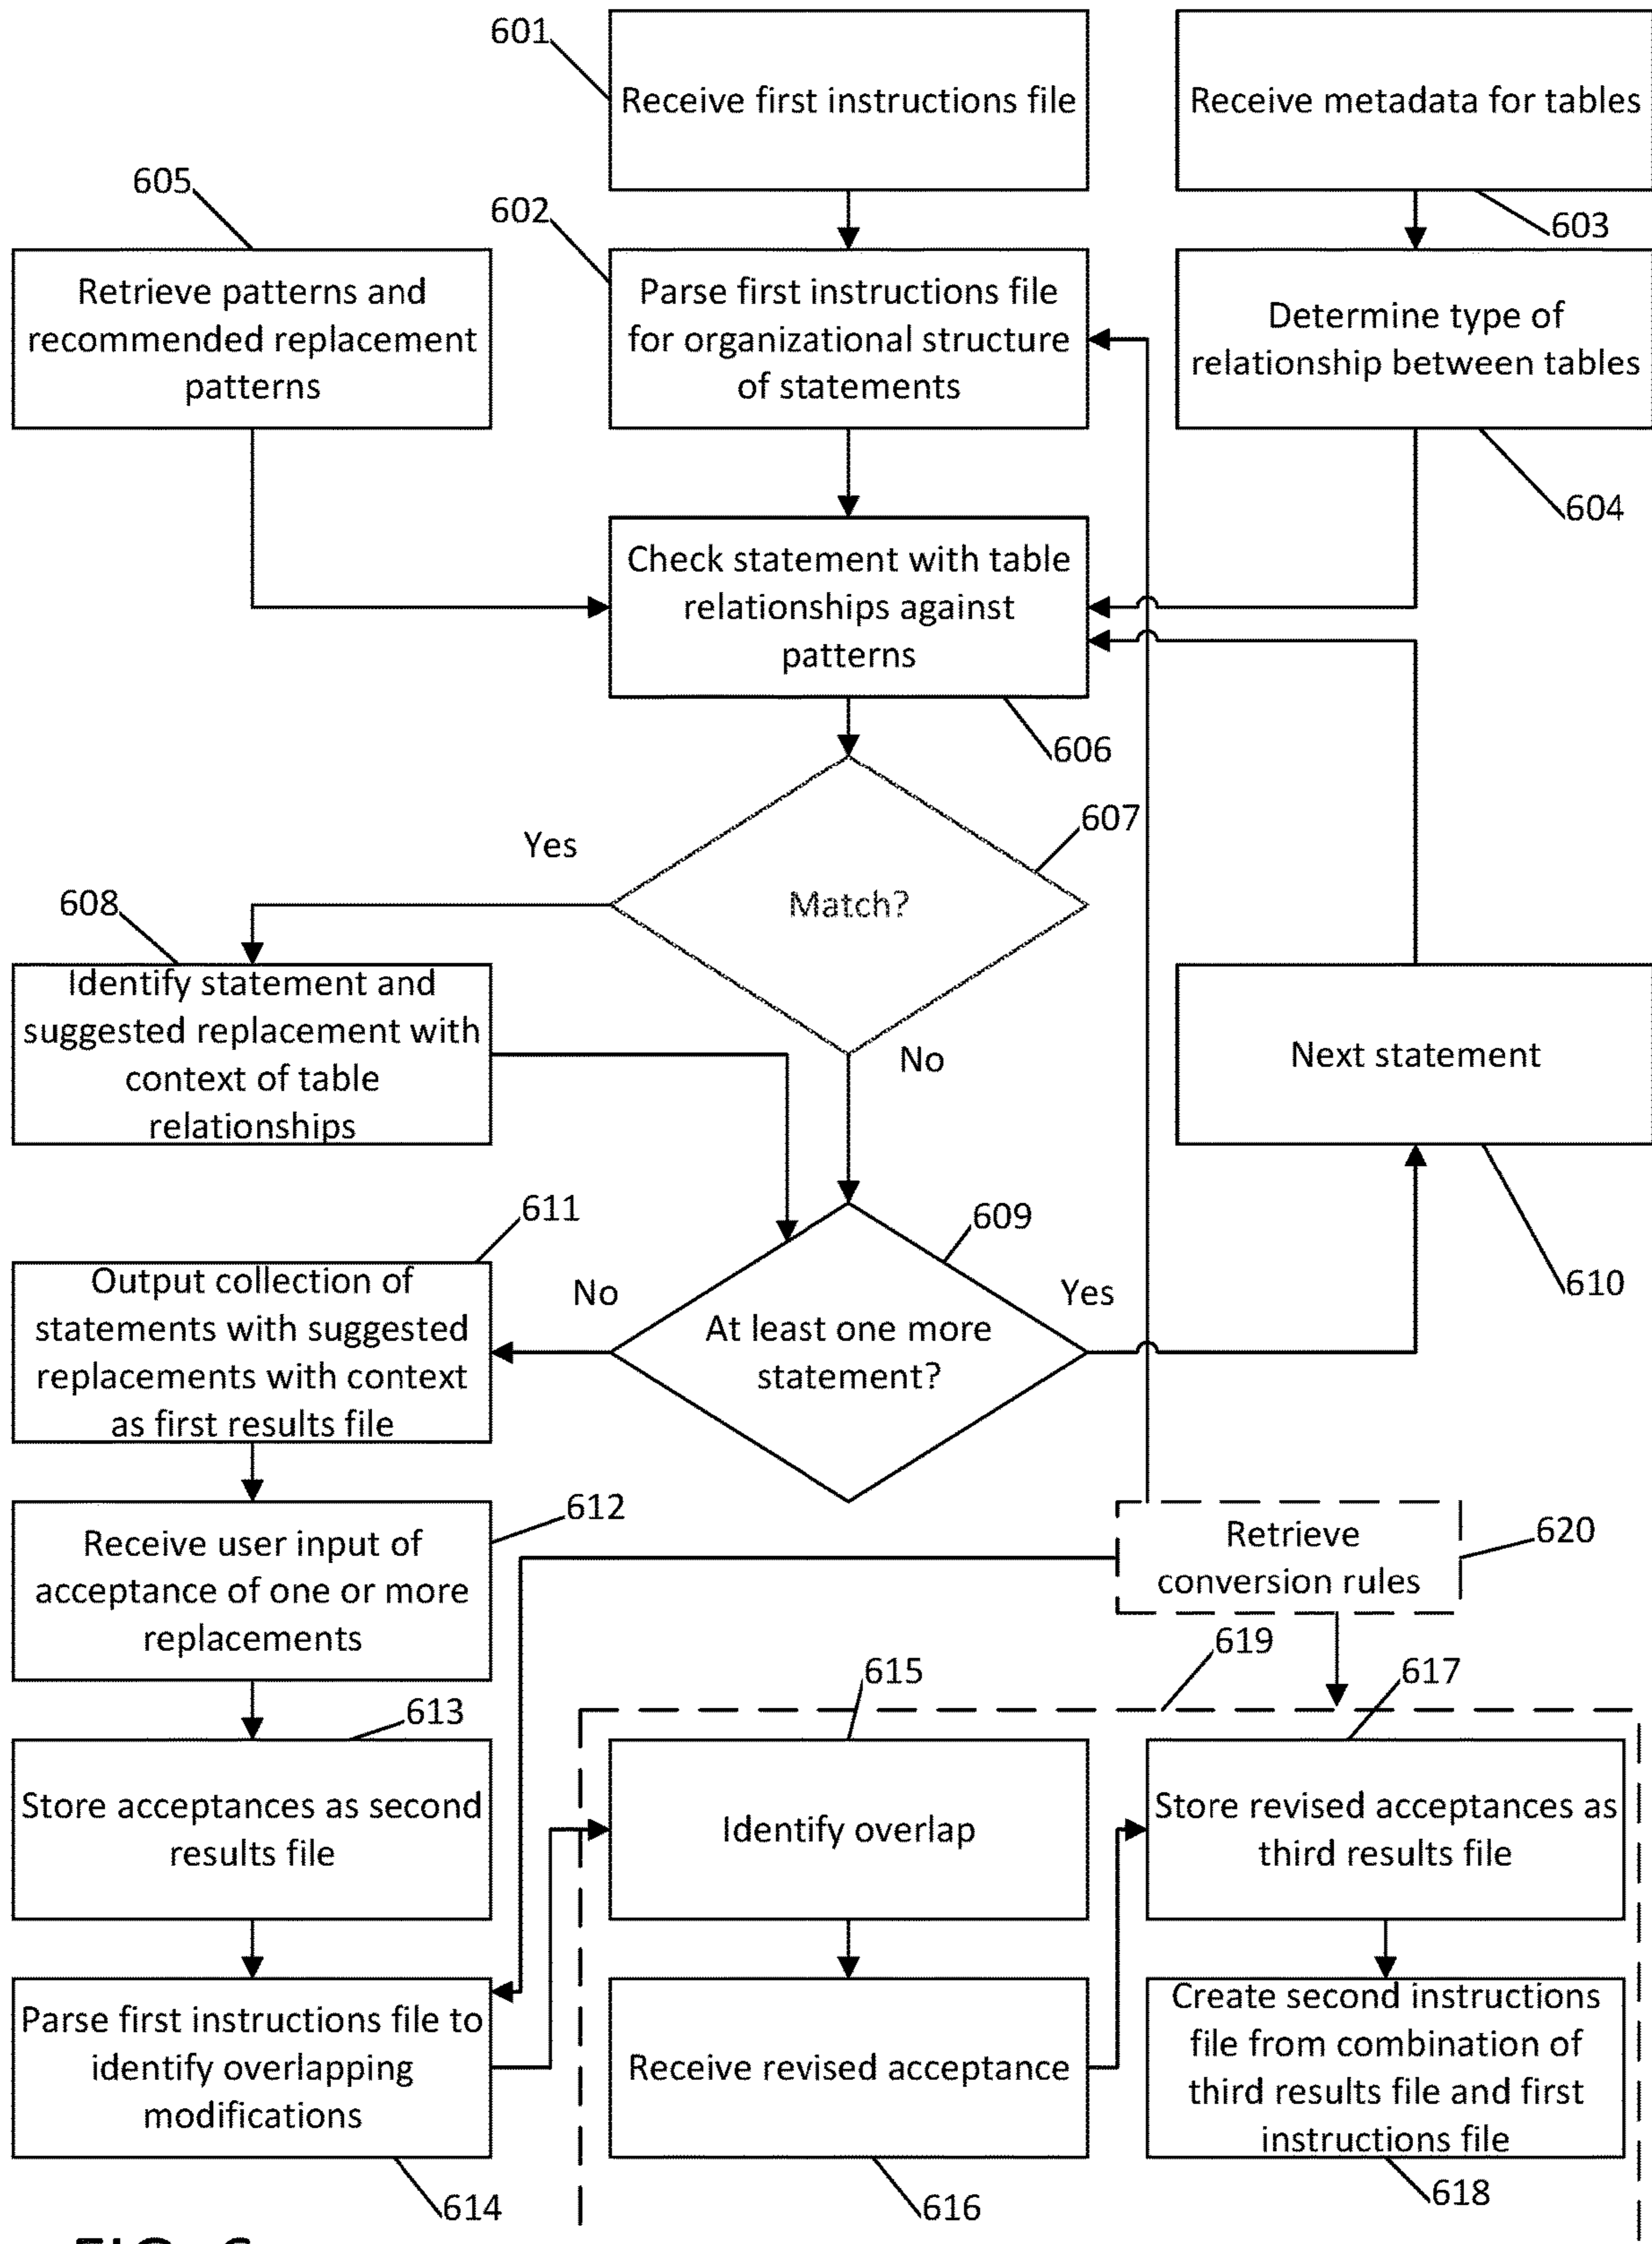 601
Receive first instructions file
Receive metadata for tables
603
605
Retrieve patterns and
recommended replacement
patterns
602
Parse first instructions file
for organizational structure
of statements
Determine type of
relationship between tables
604
Check statement with table
relationships against
patterns
606
607
Match?
Yes
No
608
Identify statement and
suggested replacement with
context of table
relationships
Next statement
610
609
At least one more
statement?
No
Yes
611
Output collection of
statements with suggested
replacements with context
as first results file
612
Receive user input of
acceptance of one or more
replacements
Retrieve
conversion rules
620
619
613
Store acceptances as second
results file
615
Identify overlap
617
Store revised acceptances as
third results file
Parse first instructions file to
identify overlapping
modifications
614
Receive revised acceptance
616
Create second instructions
file from combination of
third results file and first
instructions file
618